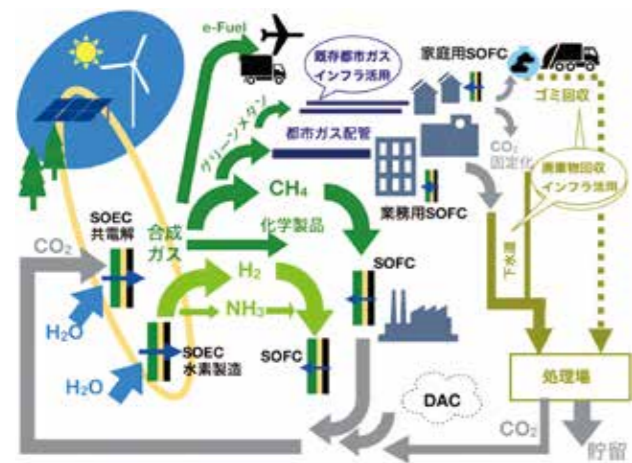 e-Fuel
既存都市ガス
インフラ活用
家庭用SOFC
ゴミ回収
グリーンメタン
都市ガス配管
CO₂
固定化
廃棄物回収
インフラ活用
CH₄
業務用SOFC
SOEC
共電解
合成
ガス
化学製品
下水道
CO₂
SOFC
H₂
NH₃
H₂O
SOEC
水素製造
SOFC
H₂O
DAC
処理場
CO₂
貯留